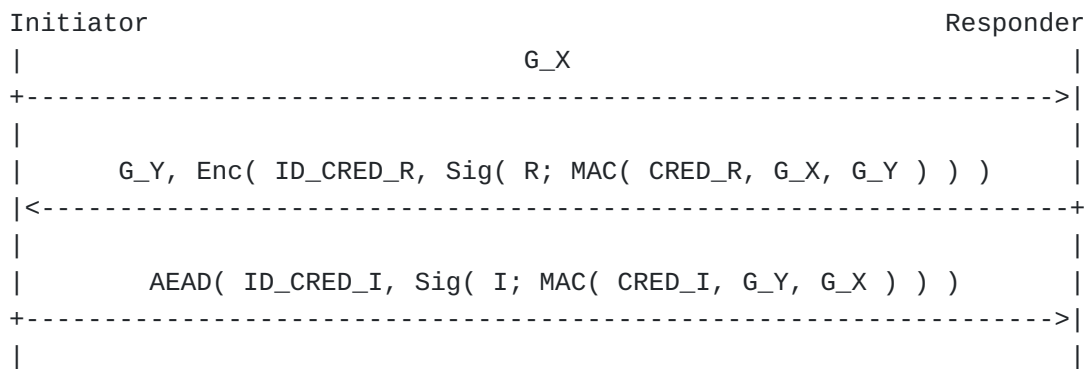 Initiator                                                   Responder
|                                G_X                                |
+------------------------------------------------------------------>|
|                                                                   |
|      G_Y, Enc( ID_CRED_R, Sig( R; MAC( CRED_R, G_X, G_Y ) ) )     |
|<------------------------------------------------------------------+
|                                                                   |
|        AEAD( ID_CRED_I, Sig( I; MAC( CRED_I, G_Y, G_X ) ) )       |
+------------------------------------------------------------------>|
|                                                                   |